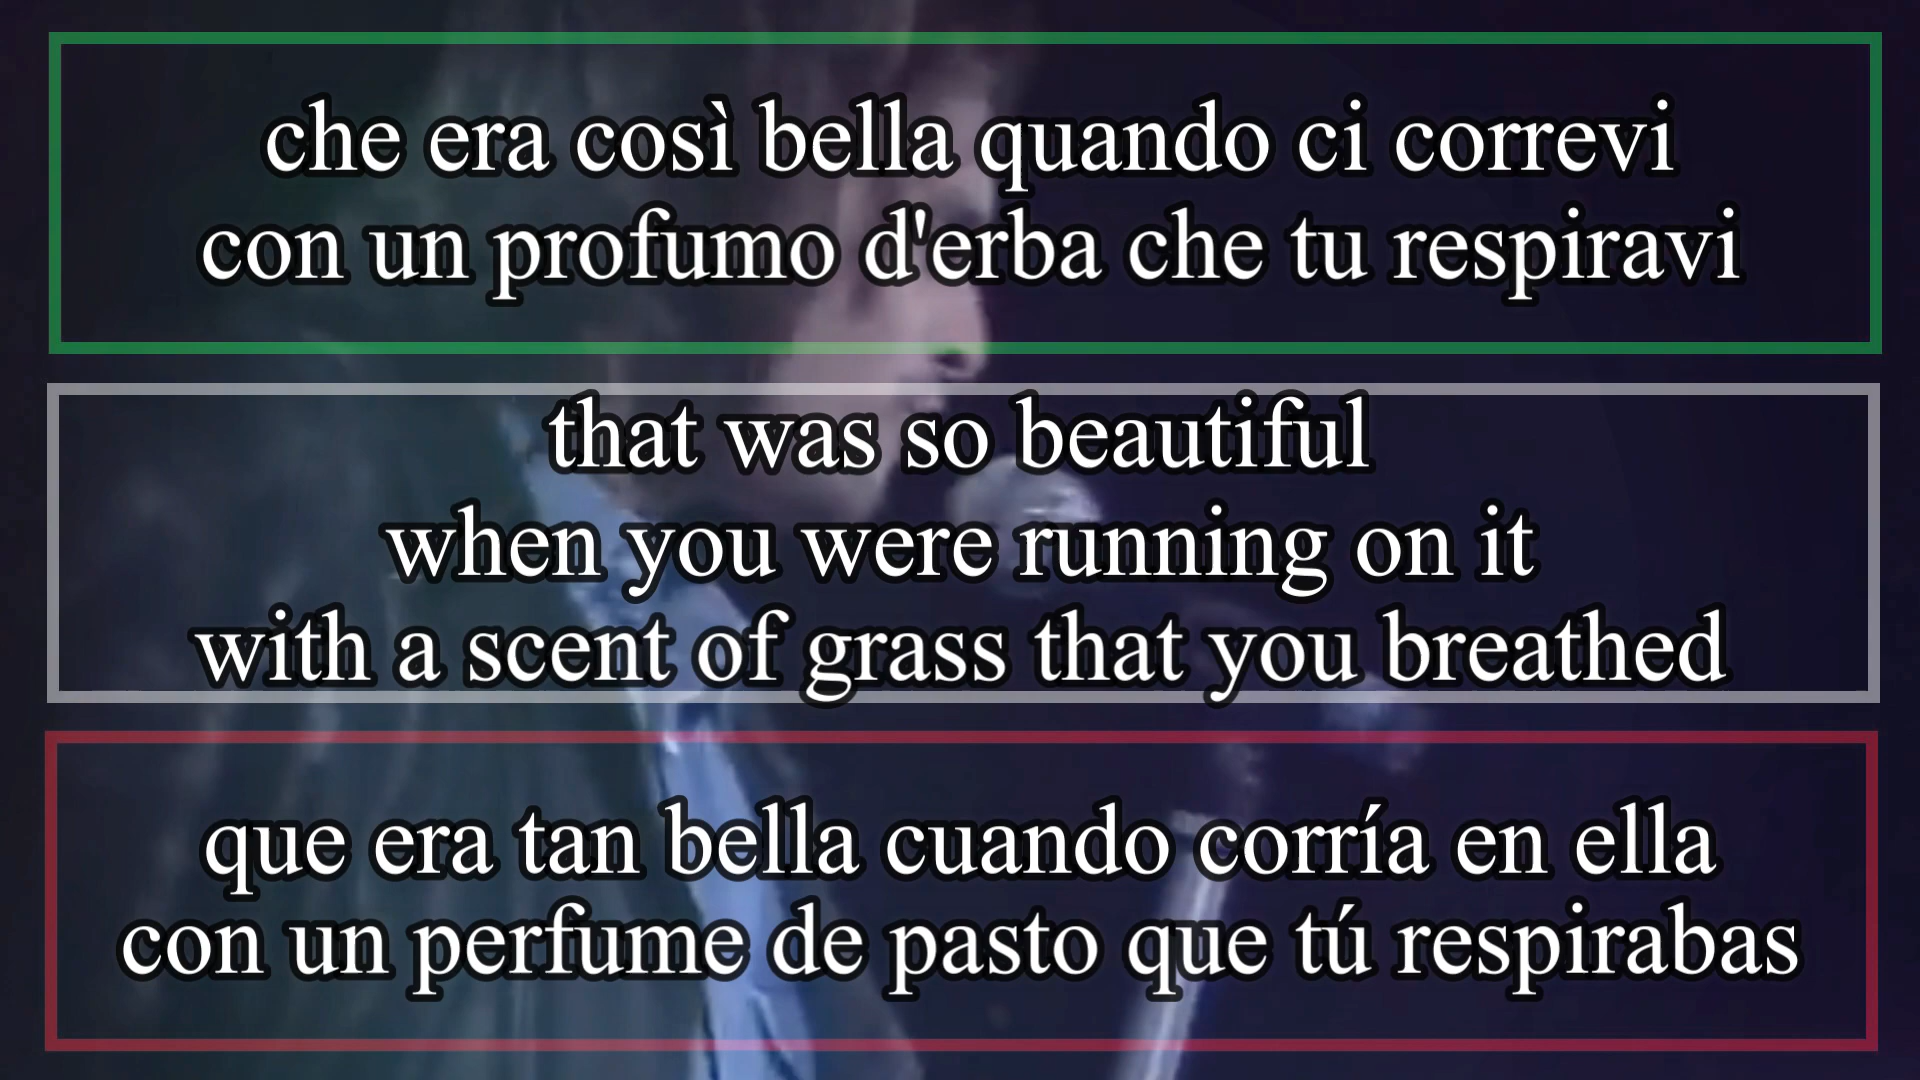 che era così bella quando ci correvi
con un profumo d'erba che tu respiravi
that was so beautiful
when you were running on it
with a scent of grass that you breathed
que era tan bella cuando corría en ella
con un perfume de pasto que tú respirabas